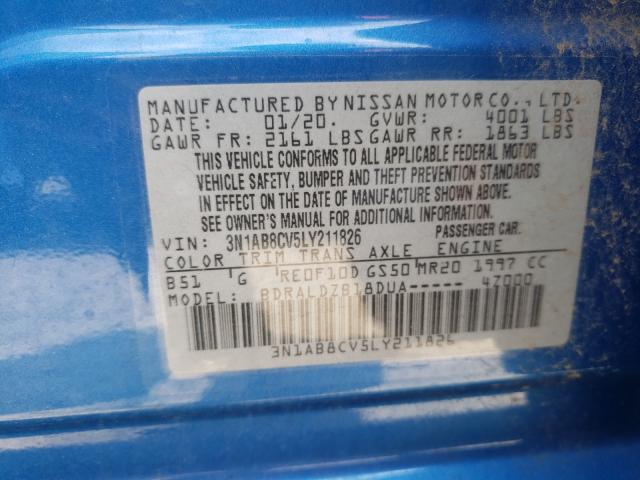 MANUFACTURED BY NISSAN MOTOR CO., LTD.
DATE: 01/20. GVWR: 4001 LBS
GAWR FR: 2161 LBS GAWR RR: 1863 LBS
THIS VEHICLE CONFORMS TO ALL APPLICABLE FEDERAL MOTOR
VEHICLE SAFETY, BUMPER AND THEFT PREVENTION STANDARDS
IN EFFECT ON THE DATE OF MANUFACTURE SHOWN ABOVE.
SEE OWNER'S MANUAL FOR ADDITIONAL INFORMATION.
VIN: 3N1AB8CV5LY211826 PASSENGER CAR.
COLOR TRIM TRANS AXLE ENGINE
B51 G RE0F10D GS50 MR20 1997 CC
MODEL: BDRALDZB18DUA----- 4Z000
3N1AB8CV5LY211826